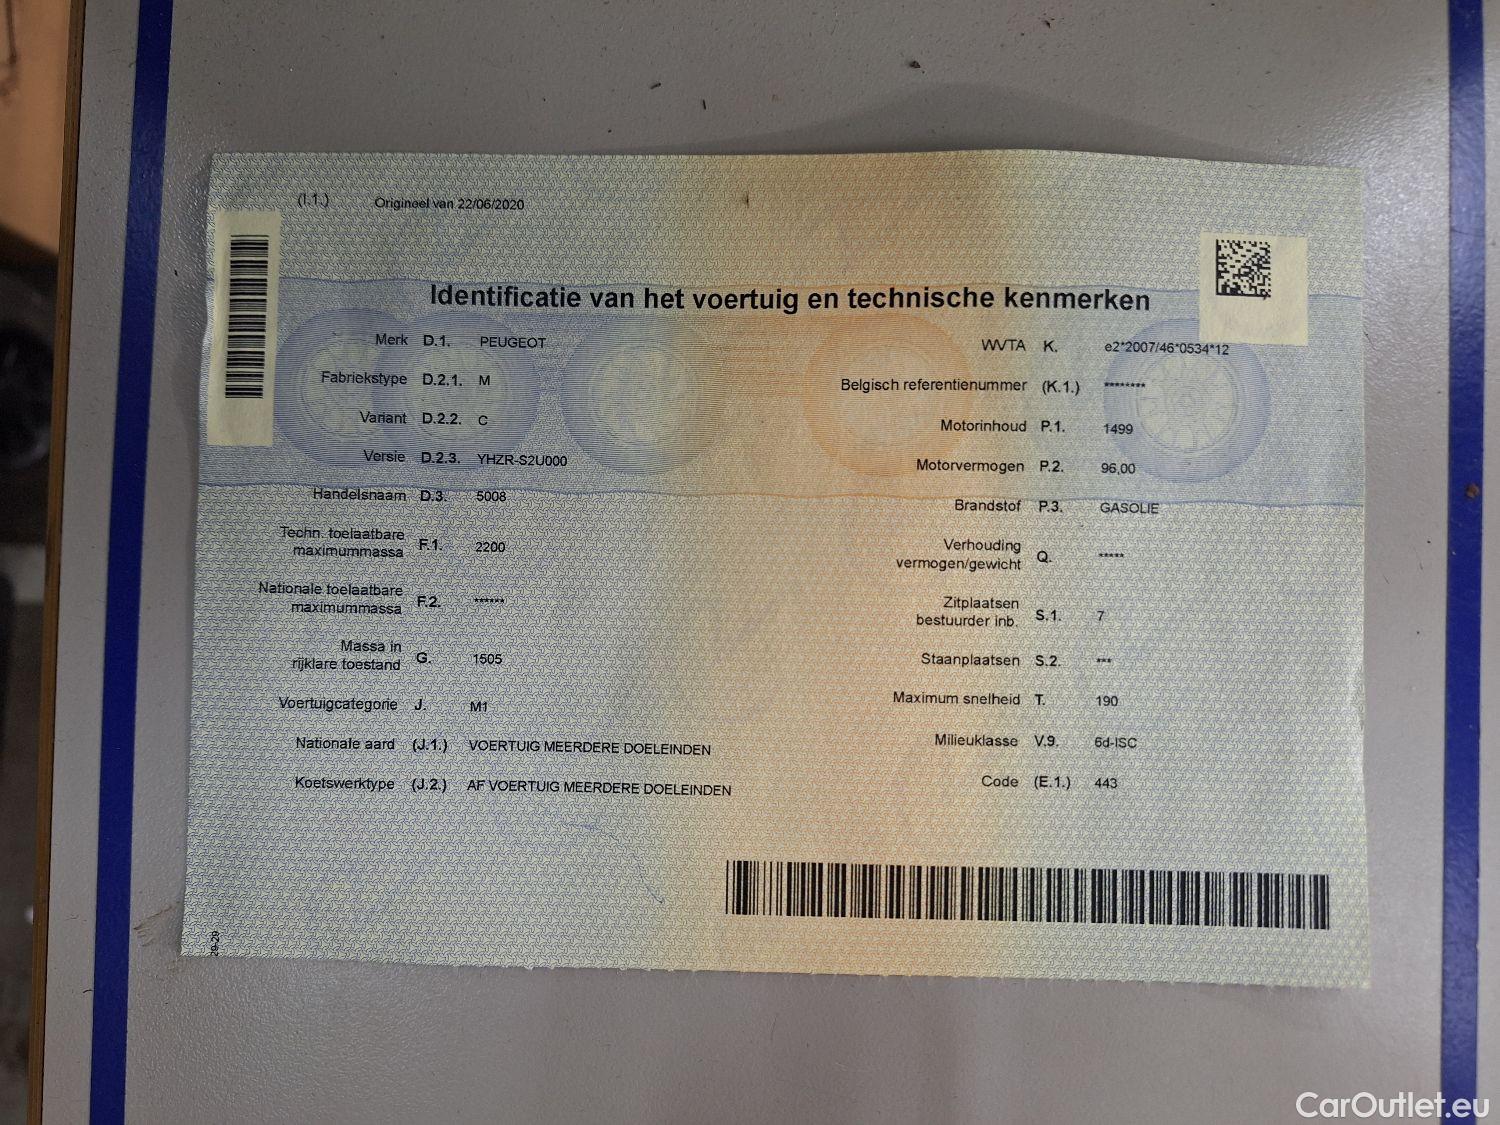 (I.1.) Origineel van 22/06/2020
Identificatie van het voertuig en technische kenmerken
Merk D.1. PEUGEOT
Fabriekstype D.2.1. M
Variant D.2.2. C
Versie D.2.3. YHZR-S2U000
Handelsnaam D.3. 5008
Techn. toelaatbare
maximummassa F.1. 2200
Nationale toelaatbare
maximummassa F.2. ******
Massa in
rijklare toestand G. 1505
Voertuigcategorie J. M1
Nationale aard (J.1.) VOERTUIG MEERDERE DOELEINDEN
Koetswerktype (J.2.) AF VOERTUIG MEERDERE DOELEINDEN
WVTA K. e2*2007/46*0534*12
Belgisch referentienummer (K.1.) ********
Motorinhoud P.1. 1499
Motorvermogen P.2. 96,00
Brandstof P.3. GASOLIE
Verhouding
vermogen/gewicht Q. *****
Zitplaatsen
bestuurder inb. S.1. 7
Staanplaatsen S.2. ***
Maximum snelheid T. 190
Milieuklasse V.9. 6d-ISC
Code (E.1.) 443
29-29
CarOutlet.eu